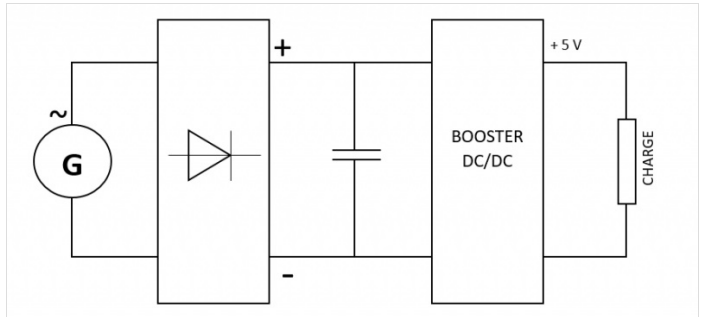 +
+ 5 V
~
G
BOOSTER
DC/DC
CHARGE
-